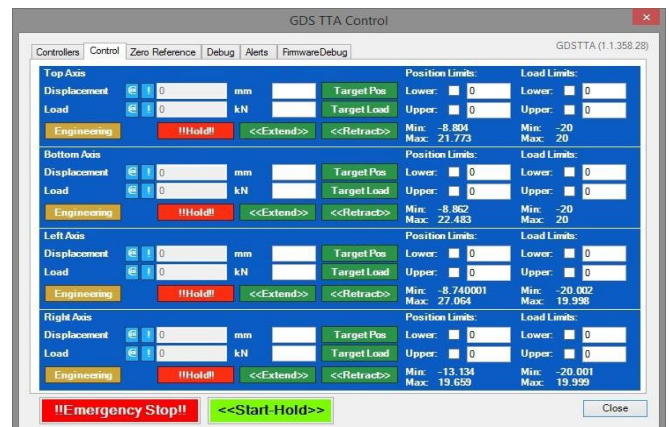 GDS TTA Control
×
Controllers Control Zero Reference Debug Alerts FirmwareDebug GDSTTA (1.1.358.28)
Top Axis Position Limits: Load Limits:
Displacement @ ! 0 mm Target Pos Lower: 0 Lower: 0
Load @ ! 0 kN Target Load Upper: 0 Upper: 0
Engineering !!Hold!! <<Extend>> <<Retract>> Min: -8.804 Min: -20
Max: 21.773 Max: 20
Bottom Axis Position Limits: Load Limits:
Displacement @ ! 0 mm Target Pos Lower: 0 Lower: 0
Load @ ! 0 kN Target Load Upper: 0 Upper: 0
Engineering !!Hold!! <<Extend>> <<Retract>> Min: -8.862 Min: -20
Max: 22.483 Max: 20
Left Axis Position Limits: Load Limits:
Displacement @ ! 0 mm Target Pos Lower: 0 Lower: 0
Load @ ! 0 kN Target Load Upper: 0 Upper: 0
Engineering !!Hold!! <<Extend>> <<Retract>> Min: -8.740001 Min: -20.002
Max: 27.064 Max: 19.998
Right Axis Position Limits: Load Limits:
Displacement @ ! 0 mm Target Pos Lower: 0 Lower: 0
Load @ ! 0 kN Target Load Upper: 0 Upper: 0
Engineering !!Hold!! <<Extend>> <<Retract>> Min: -13.134 Min: -20.001
Max: 19.659 Max: 19.999
!!Emergency Stop!! <<Start-Hold>> Close